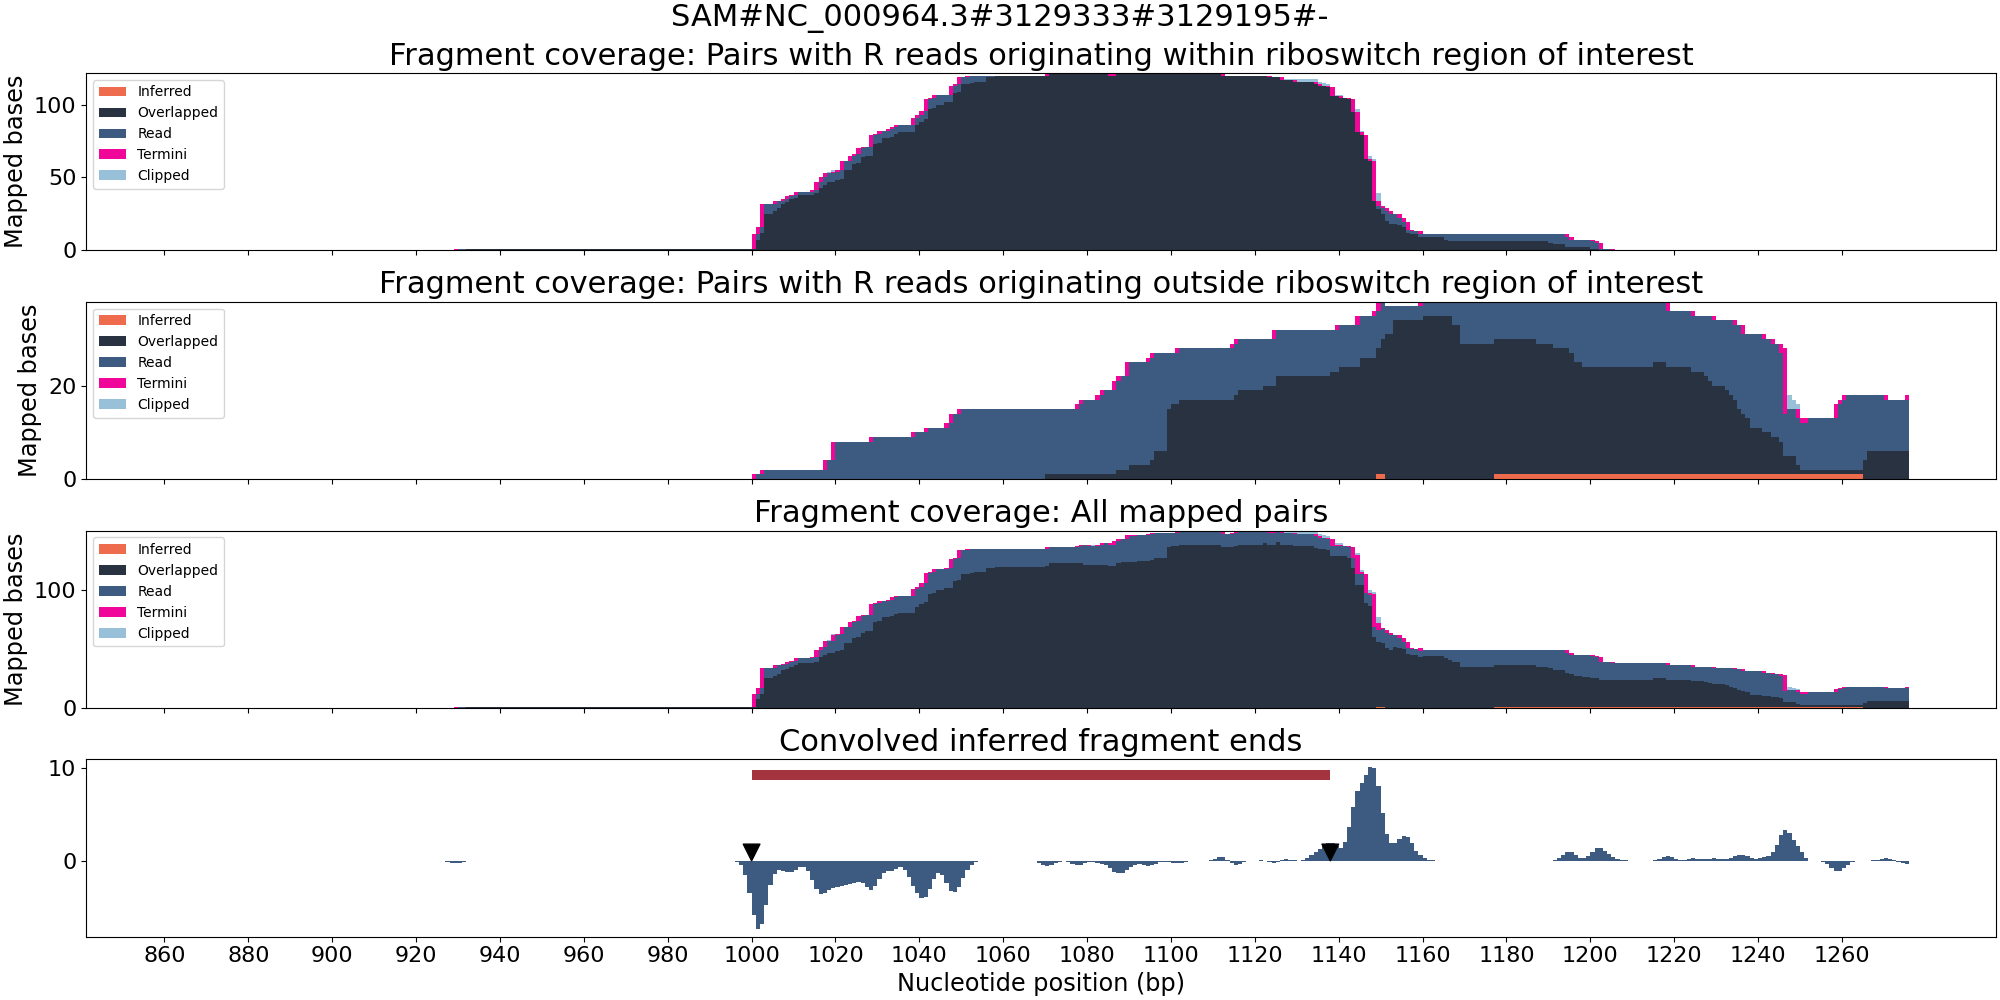 SAM#NC_000964.3#3129333#3129195#-
Fragment coverage: Pairs with R reads originating within riboswitch region of interest
Mapped bases
100
50
0
Inferred
Overlapped
Read
Termini
Clipped
Fragment coverage: Pairs with R reads originating outside riboswitch region of interest
Mapped bases
20
0
Inferred
Overlapped
Read
Termini
Clipped
Fragment coverage: All mapped pairs
Mapped bases
100
0
Inferred
Overlapped
Read
Termini
Clipped
Convolved inferred fragment ends
10
0
860 880 900 920 940 960 980 1000 1020 1040 1060 1080 1100 1120 1140 1160 1180 1200 1220 1240 1260
Nucleotide position (bp)